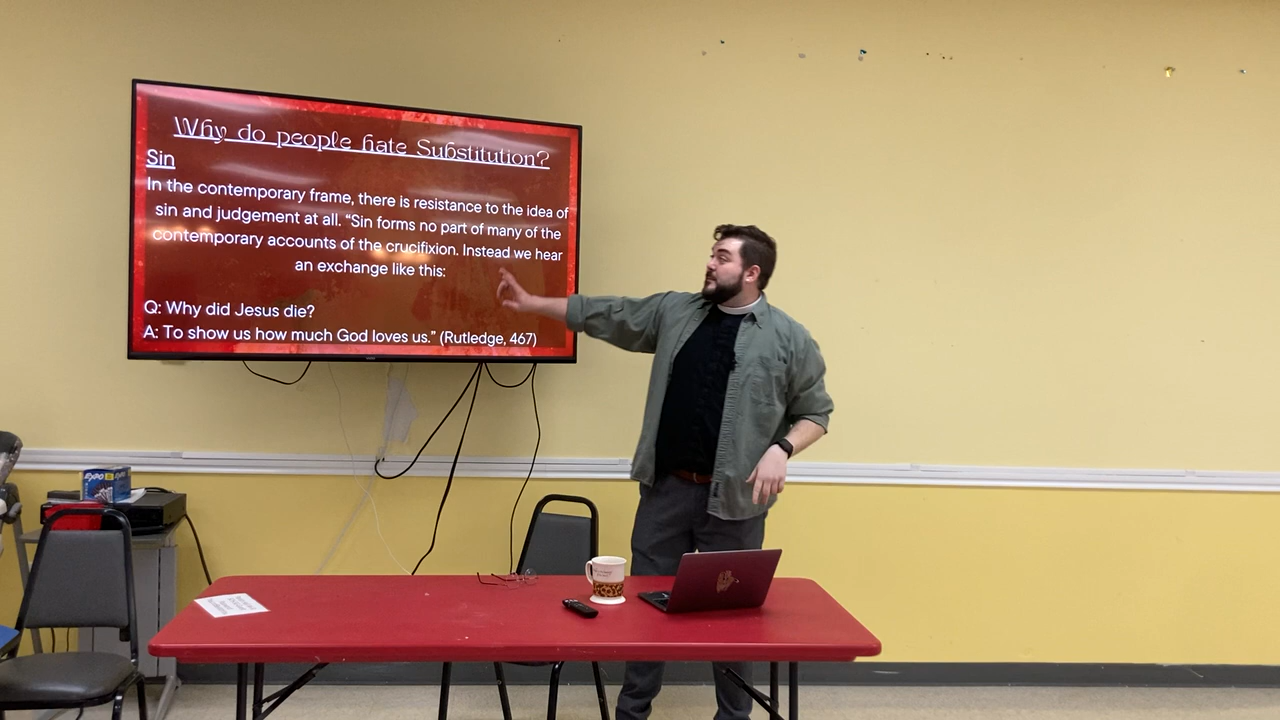 Why do people hate Substitution?
Sin
In the contemporary frame, there is resistance to the idea of
sin and judgement at all. “Sin forms no part of many of the
contemporary accounts of the crucifixion. Instead we hear
an exchange like this:
Q: Why did Jesus die?
A: To show us how much God loves us.” (Rutledge, 467)
EXPO